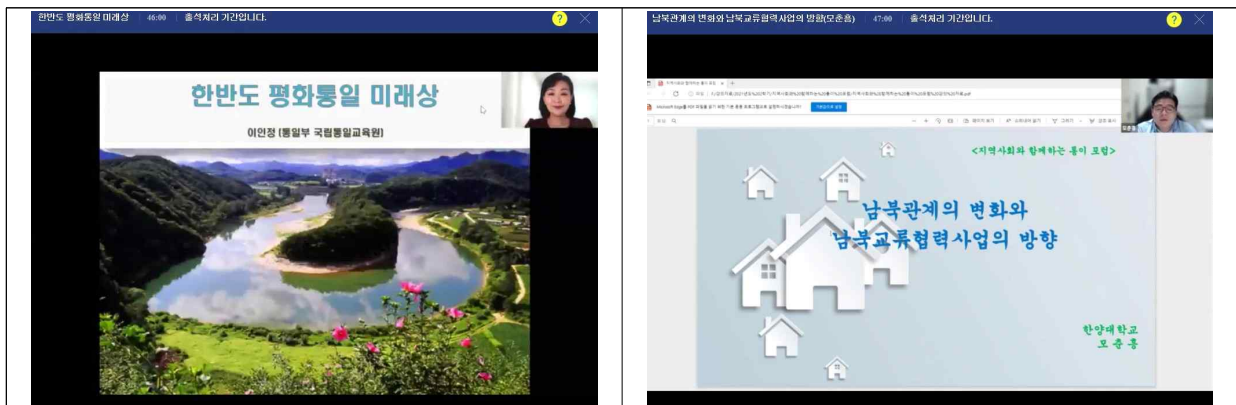 한반도 평화통일 미래상 46:00 출석처리 기간입니다. ?
한반도 평화통일 미래상
이인정 (통일부 국립통일교육원)
남북관계의 변화와 남북교류협력사업의 방향(모춘흥) 47:00 출석처리 기간입니다. ?
모춘흥
<지역사회와 함께하는 통이 포럼>
남북관계의 변화와
남북교류협력사업의 방향
한양대학교
모춘흥